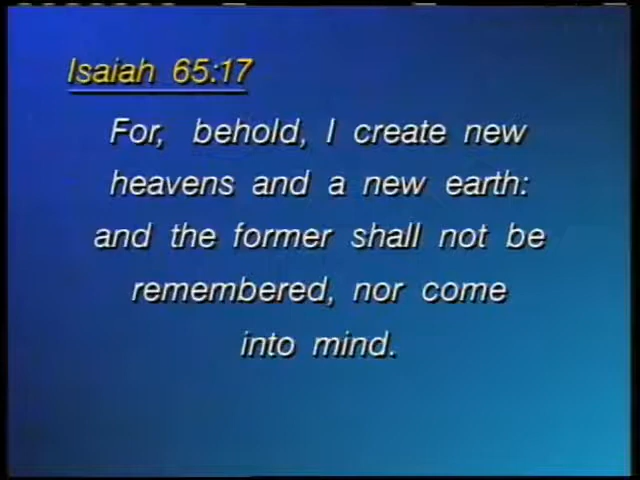 Isaiah 65:17
For, behold, I create new
heavens and a new earth:
and the former shall not be
remembered, nor come
into mind.